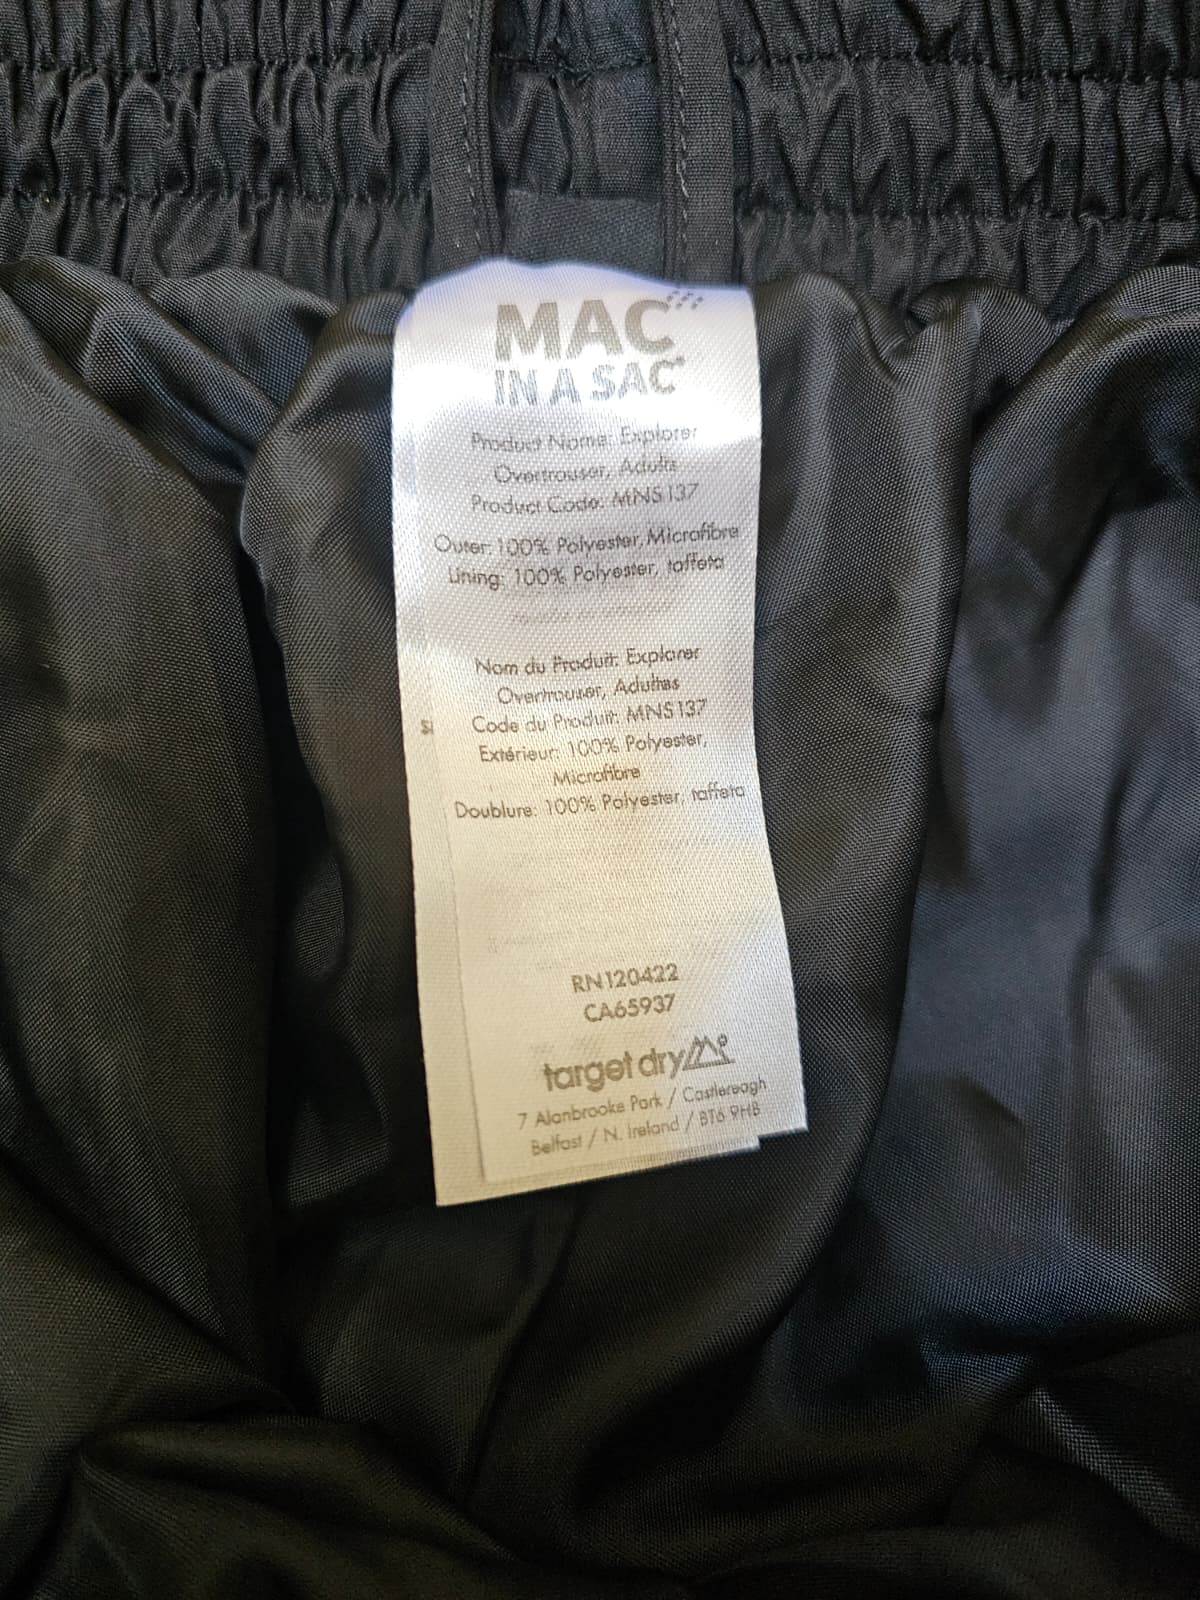 MAC
IN A SAC
Product Name: Explorer
Overtrouser, Adults
Product Code: MNS137
Outer: 100% Polyester, Microfibre
Lining: 100% Polyester, taffeta
Nom du Produit: Explorer
Overtrouser, Adultes
Code du Produit: MNS137
Extérieur: 100% Polyester,
Microfibre
Doublure: 100% Polyester, taffeta
RN120422
CA65937
target dry
7 Alanbrooke Park / Castlereagh
Belfast / N. Ireland / BT6 9HB